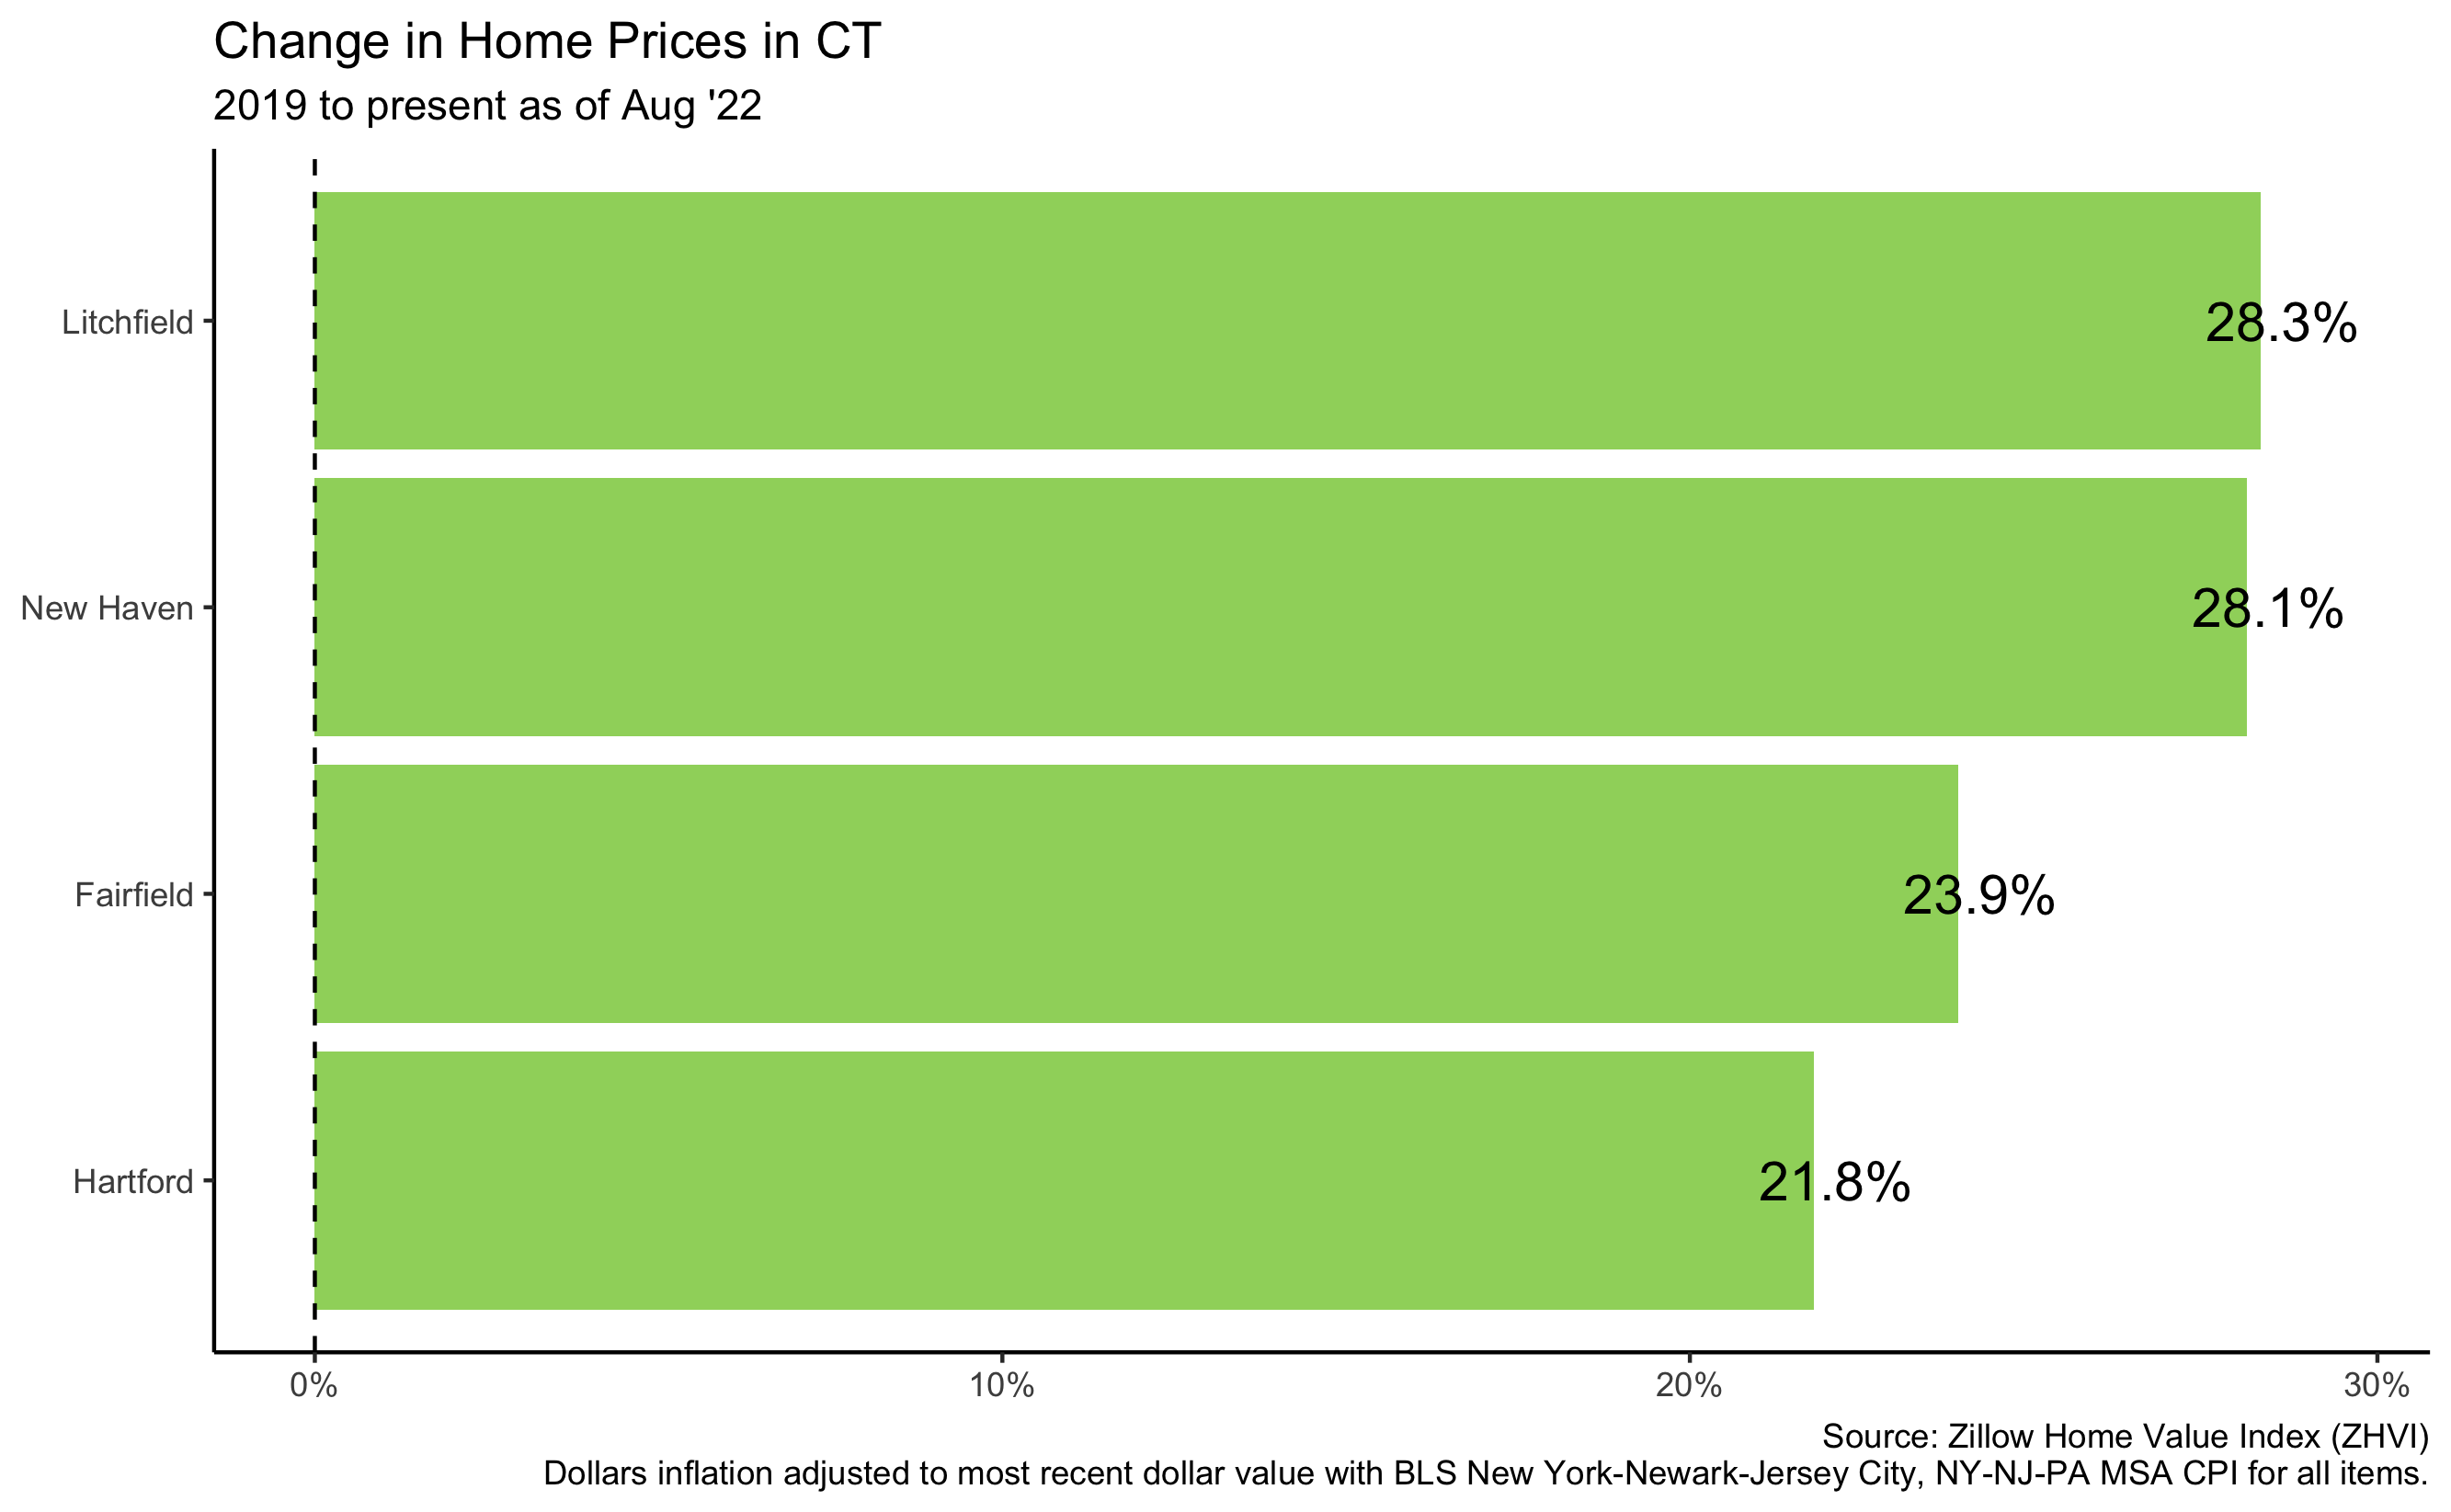 Change in Home Prices in CT
2019 to present as of Aug '22
Litchfield
28.3%
New Haven
28.1%
Fairfield
23.9%
Hartford
21.8%
0%
10%
20%
30%
Source: Zillow Home Value Index (ZHVI)
Dollars inflation adjusted to most recent dollar value with BLS New York-Newark-Jersey City, NY-NJ-PA MSA CPI for all items.